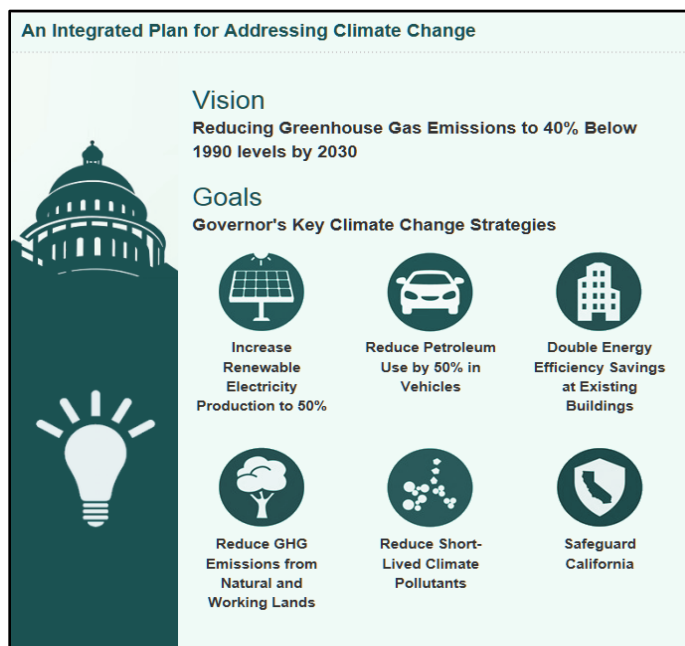 An Integrated Plan for Addressing Climate Change
Vision
Reducing Greenhouse Gas Emissions to 40% Below
1990 levels by 2030
Goals
Governor's Key Climate Change Strategies
Increase
Renewable
Electricity
Production to 50%
Reduce Petroleum
Use by 50% in
Vehicles
Double Energy
Efficiency Savings
at Existing
Buildings
Reduce GHG
Emissions from
Natural and
Working Lands
Reduce Short-
Lived Climate
Pollutants
Safeguard
California